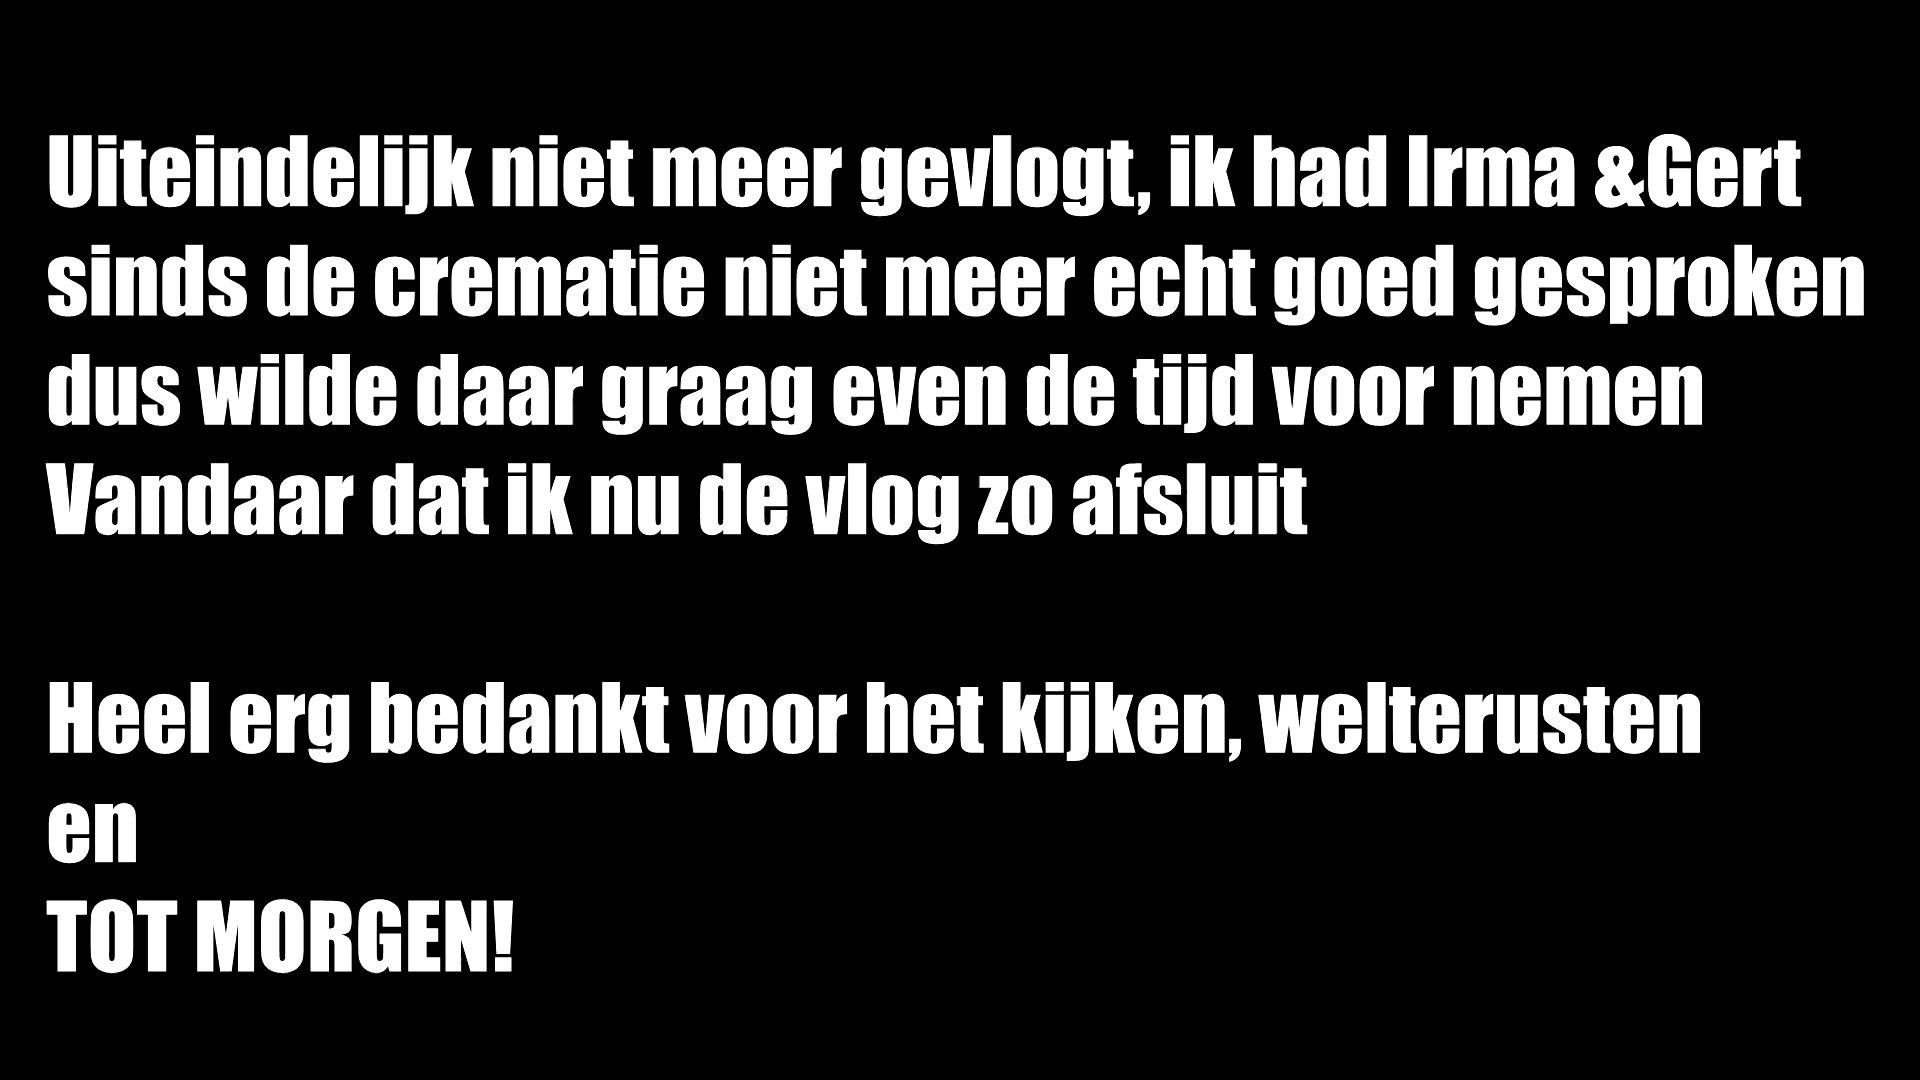 Uiteindelijk niet meer gevlogt, ik had Irma &Gert
sinds de crematie niet meer echt goed gesproken
dus wilde daar graag even de tijd voor nemen
Vandaar dat ik nu de vlog zo afsluit
Heel erg bedankt voor het kijken, welterusten
en
TOT MORGEN!